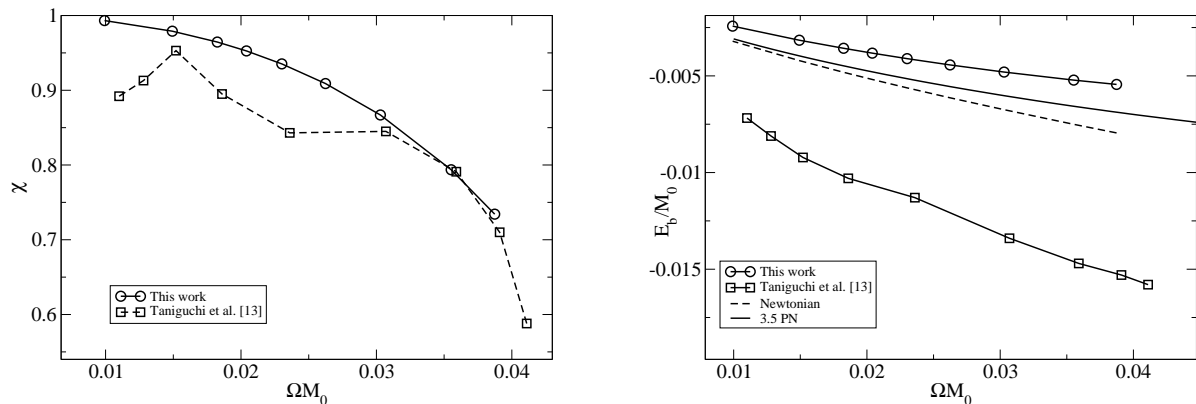 1
0.9
0.8
0.7
0.6
χ
0.01
0.02
0.03
0.04
ΩM₀
This work
Taniguchi et al. [13]
-0.005
-0.01
-0.015
E_b/M₀
0.01
0.02
0.03
0.04
ΩM₀
This work
Taniguchi et al. [13]
Newtonian
3.5 PN